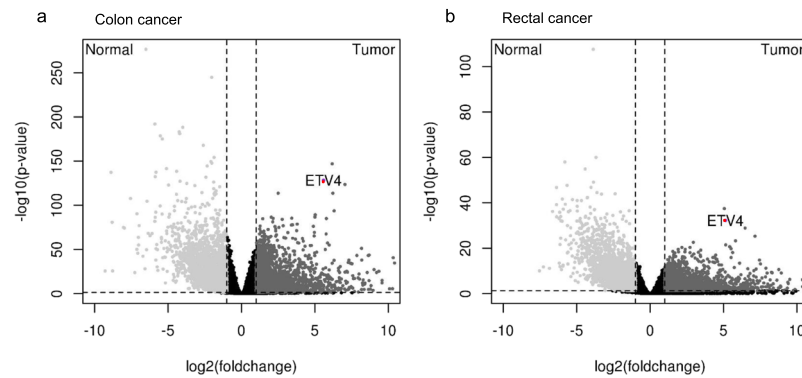 a Colon cancer
Normal Tumor
ETV4
-log10(p-value)
250
200
150
100
50
0
-10 -5 0 5 10
log2(foldchange)
b Rectal cancer
Normal Tumor
ETV4
-log10(p-value)
100
80
60
40
20
0
-10 -5 0 5 10
log2(foldchange)